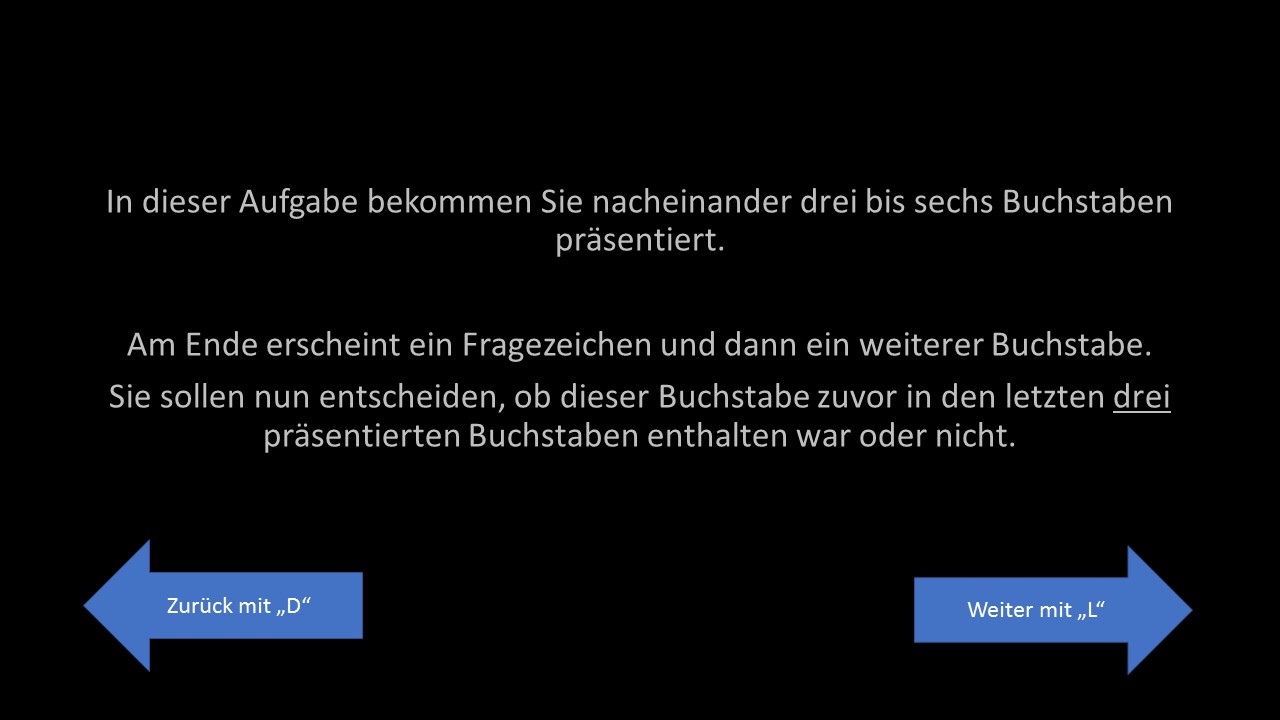 In dieser Aufgabe bekommen Sie nacheinander drei bis sechs Buchstaben
präsentiert.
Am Ende erscheint ein Fragezeichen und dann ein weiterer Buchstabe.
Sie sollen nun entscheiden, ob dieser Buchstabe zuvor in den letzten drei
präsentierten Buchstaben enthalten war oder nicht.
Zurück mit „D“
Weiter mit „L“